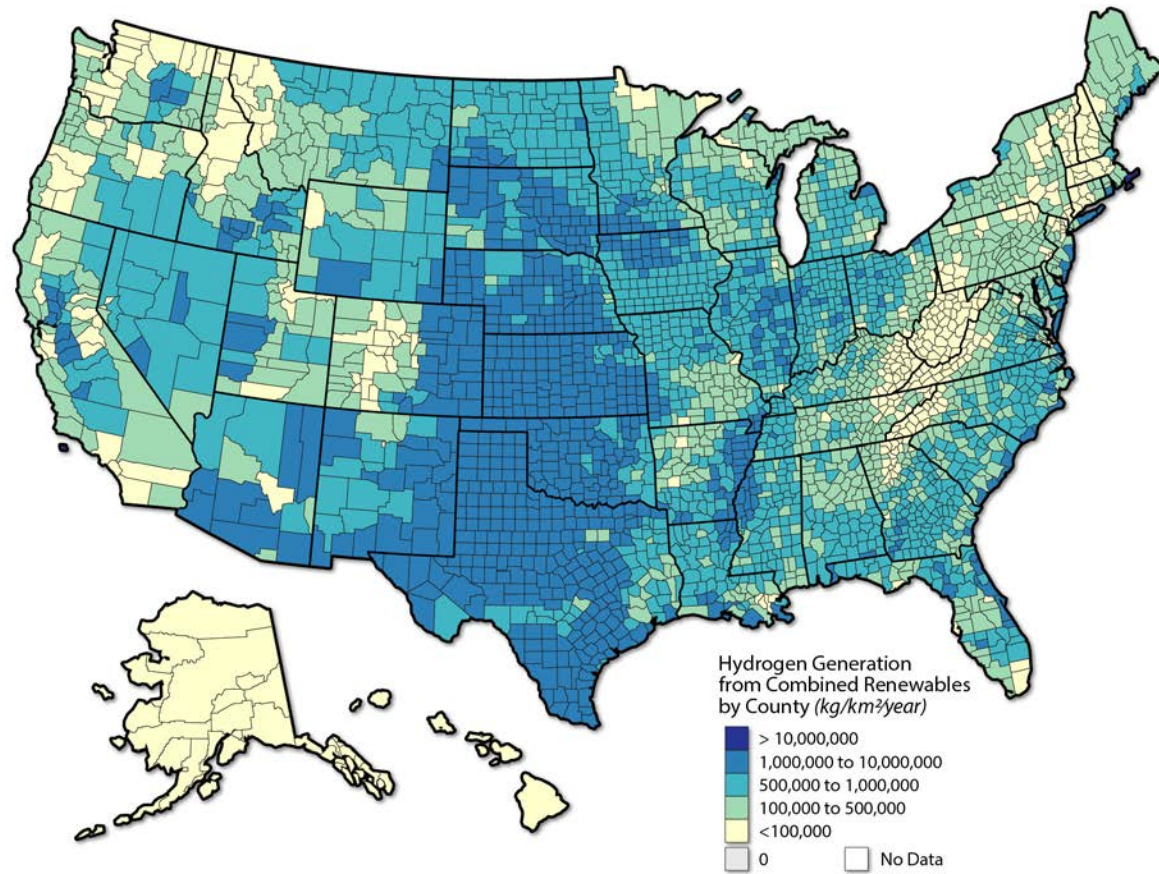 Hydrogen Generation
from Combined Renewables
by County (kg/km²/year)
> 10,000,000
1,000,000 to 10,000,000
500,000 to 1,000,000
100,000 to 500,000
<100,000
0 No Data